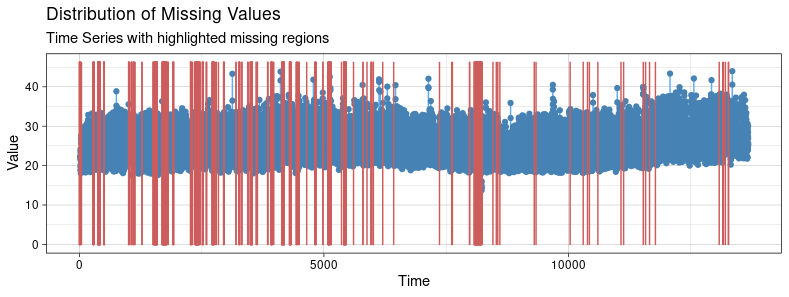 Distribution of Missing Values
Time Series with highlighted missing regions
40
30
20
10
0
Value
0 5000 10000
Time